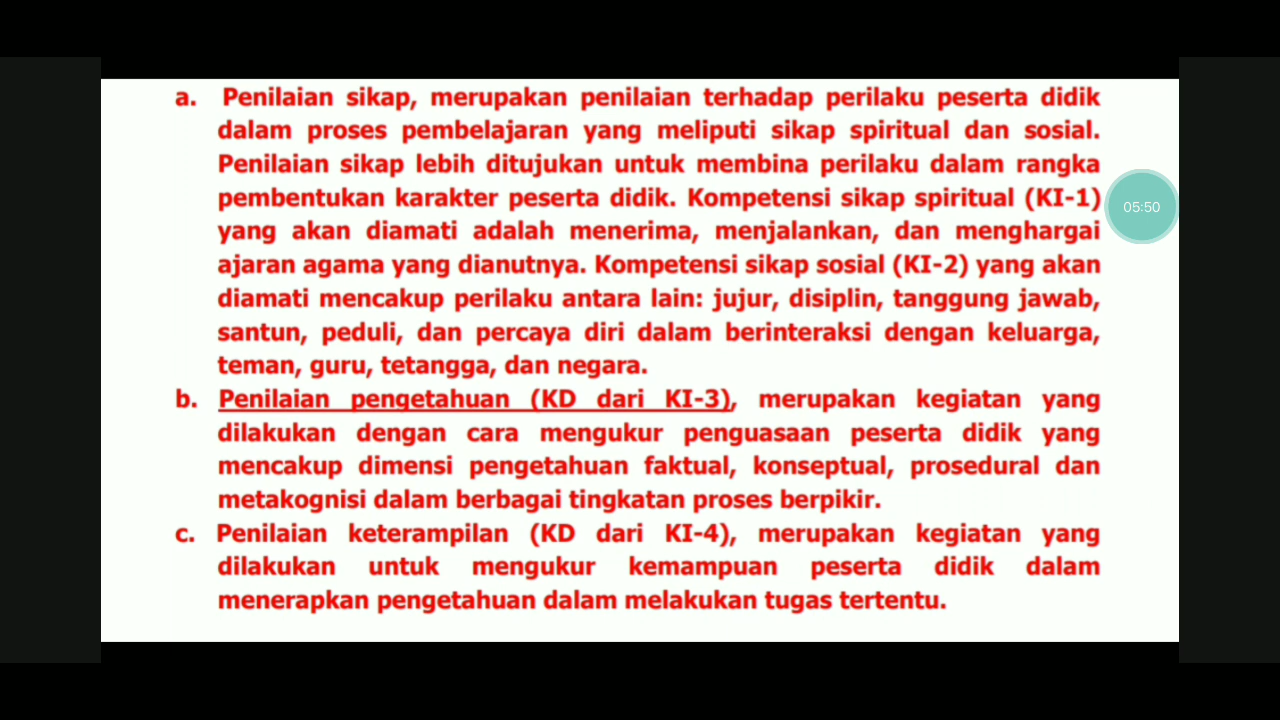 a. Penilaian sikap, merupakan penilaian terhadap perilaku peserta didik
dalam proses pembelajaran yang meliputi sikap spiritual dan sosial.
Penilaian sikap lebih ditujukan untuk membina perilaku dalam rangka
pembentukan karakter peserta didik. Kompetensi sikap spiritual (KI-1)
05:50
yang akan diamati adalah menerima, menjalankan, dan menghargai
ajaran agama yang dianutnya. Kompetensi sikap sosial (KI-2) yang akan
diamati mencakup perilaku antara lain: jujur, disiplin, tanggung jawab,
santun, peduli, dan percaya diri dalam berinteraksi dengan keluarga,
teman, guru, tetangga, dan negara.
b. Penilaian pengetahuan (KD dari KI-3), merupakan kegiatan yang
dilakukan dengan cara mengukur penguasaan peserta didik yang
mencakup dimensi pengetahuan faktual, konseptual, prosedural dan
metakognisi dalam berbagai tingkatan proses berpikir.
c. Penilaian keterampilan (KD dari KI-4), merupakan kegiatan yang
dilakukan untuk mengukur kemampuan peserta didik dalam
menerapkan pengetahuan dalam melakukan tugas tertentu.